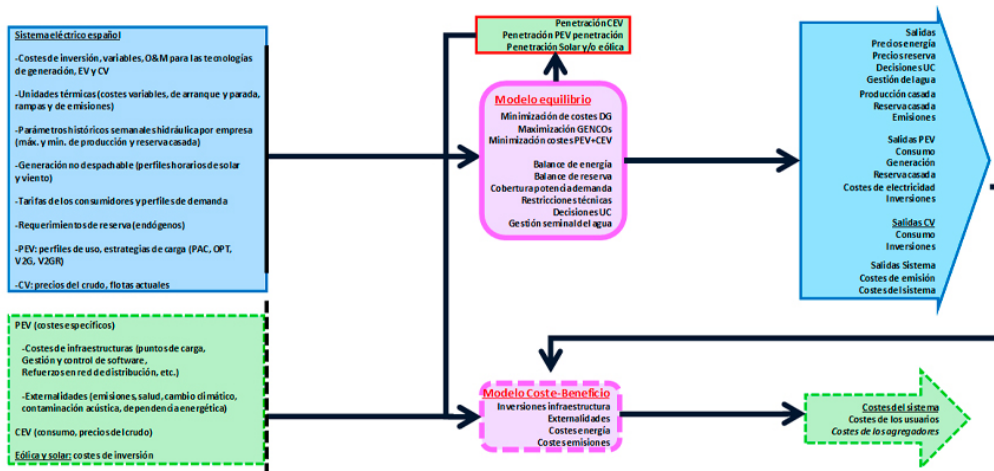 Sistema eléctrico español
-Costes de inversión, variables, O&M para las tecnologías
de generación, EV y CV
-Unidades térmicas (costes variables, de arranque y parada,
rampas y de emisiones)
-Parámetros históricos semanales hidráulica por empresa
(máx. y min. de producción y reserva casada)
-Generación no despachable (perfiles horarios de solar
y viento)
-Tarifas de los consumidores y perfiles de demanda
-Requerimientos de reserva (endógenos)
-PEV: perfiles de uso, estrategias de carga (PAC, OPT,
V2G, V2GR)
-CV: precios del crudo, flotas actuales
PEV (costes específicos)
-Costes de infraestructuras (puntos de carga,
Gestión y control de software,
Refuerzos en red de distribución, etc.)
-Externalidades (emisiones, salud, cambio climático,
contaminación acústica, dependencia energética)
CEV (consumo, precios del crudo)
Eólica y solar: costes de inversión
Penetración CEV
Penetración PEV penetración
Penetración Solar y/o eólica
Modelo equilibrio
Minimización de costes DG
Maximización GENCOs
Minimización costes PEV+CEV
Balance de energía
Balance de reserva
Cobertura potencia demanda
Restricciones técnicas
Decisiones UC
Gestión seminal del agua
Modelo Coste-Beneficio
Inversiones infraestructura
Externalidades
Costes energía
Costes emisiones
Salidas
Precios energía
Precios reserva
Decisiones UC
Gestión del agua
Producción casada
Reserva casada
Emisiones
Salidas PEV
Consumo
Generación
Reserva casada
Costes de electricidad
Inversiones
Salidas CV
Consumo
Inversiones
Salidas Sistema
Costes de emisión
Costes del sistema
Costes del sistema
Costes de los usuarios
Costes de los agregadores